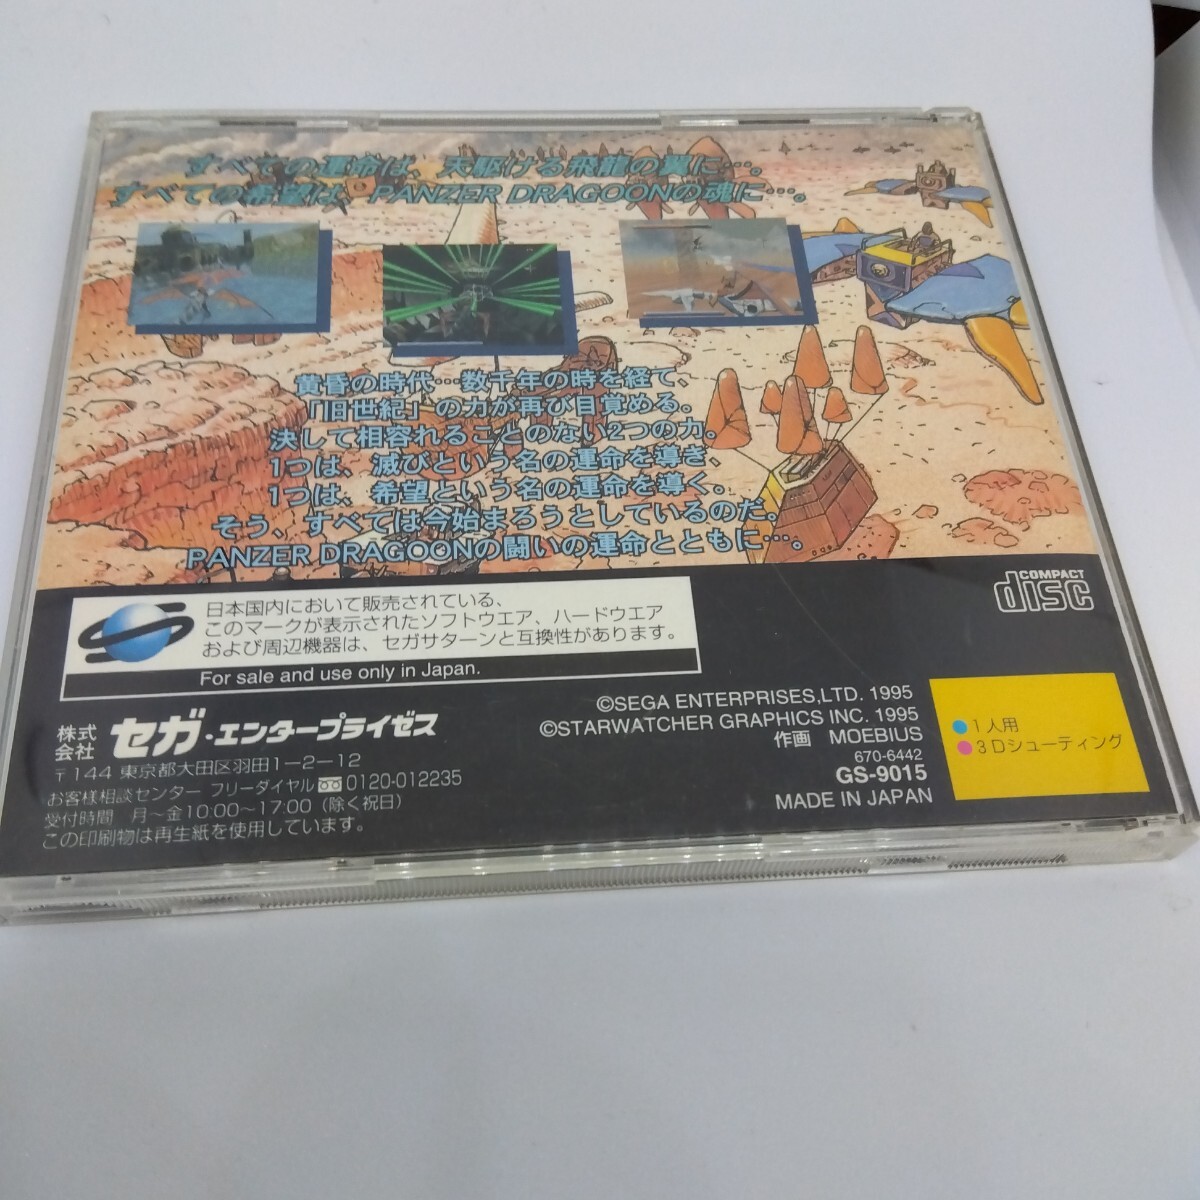 すべての運命は、天駆ける飛龍の翼に…。
すべての希望は、PANZER DRAGOONの魂に…。
黄昏の時代…数千年の時を経て、
「旧世紀」の力が再び目覚める。
決して相容れることのない2つの力。
1つは、滅びという名の運命を導き、
1つは、希望という名の運命を導く。
そう、すべては今始まろうとしているのだ。
PANZER DRAGOONの闘いの運命とともに…。
COMPACT
disc
日本国内において販売されている、
このマークが表示されたソフトウエア、ハードウエア
および周辺機器は、セガサターンと互換性があります。
For sale and use only in Japan.
株式会社 セガ・エンタープライゼス
〒144 東京都大田区羽田1-2-12
お客様相談センター フリーダイヤル 0120-012235
受付時間 月〜金10:00〜17:00（除く祝日）
この印刷物は再生紙を使用しています。
©SEGA ENTERPRISES,LTD. 1995
©STARWATCHER GRAPHICS INC. 1995
作画 MOEBIUS
670-6442
GS-9015
MADE IN JAPAN
●1人用
●3Dシューティング